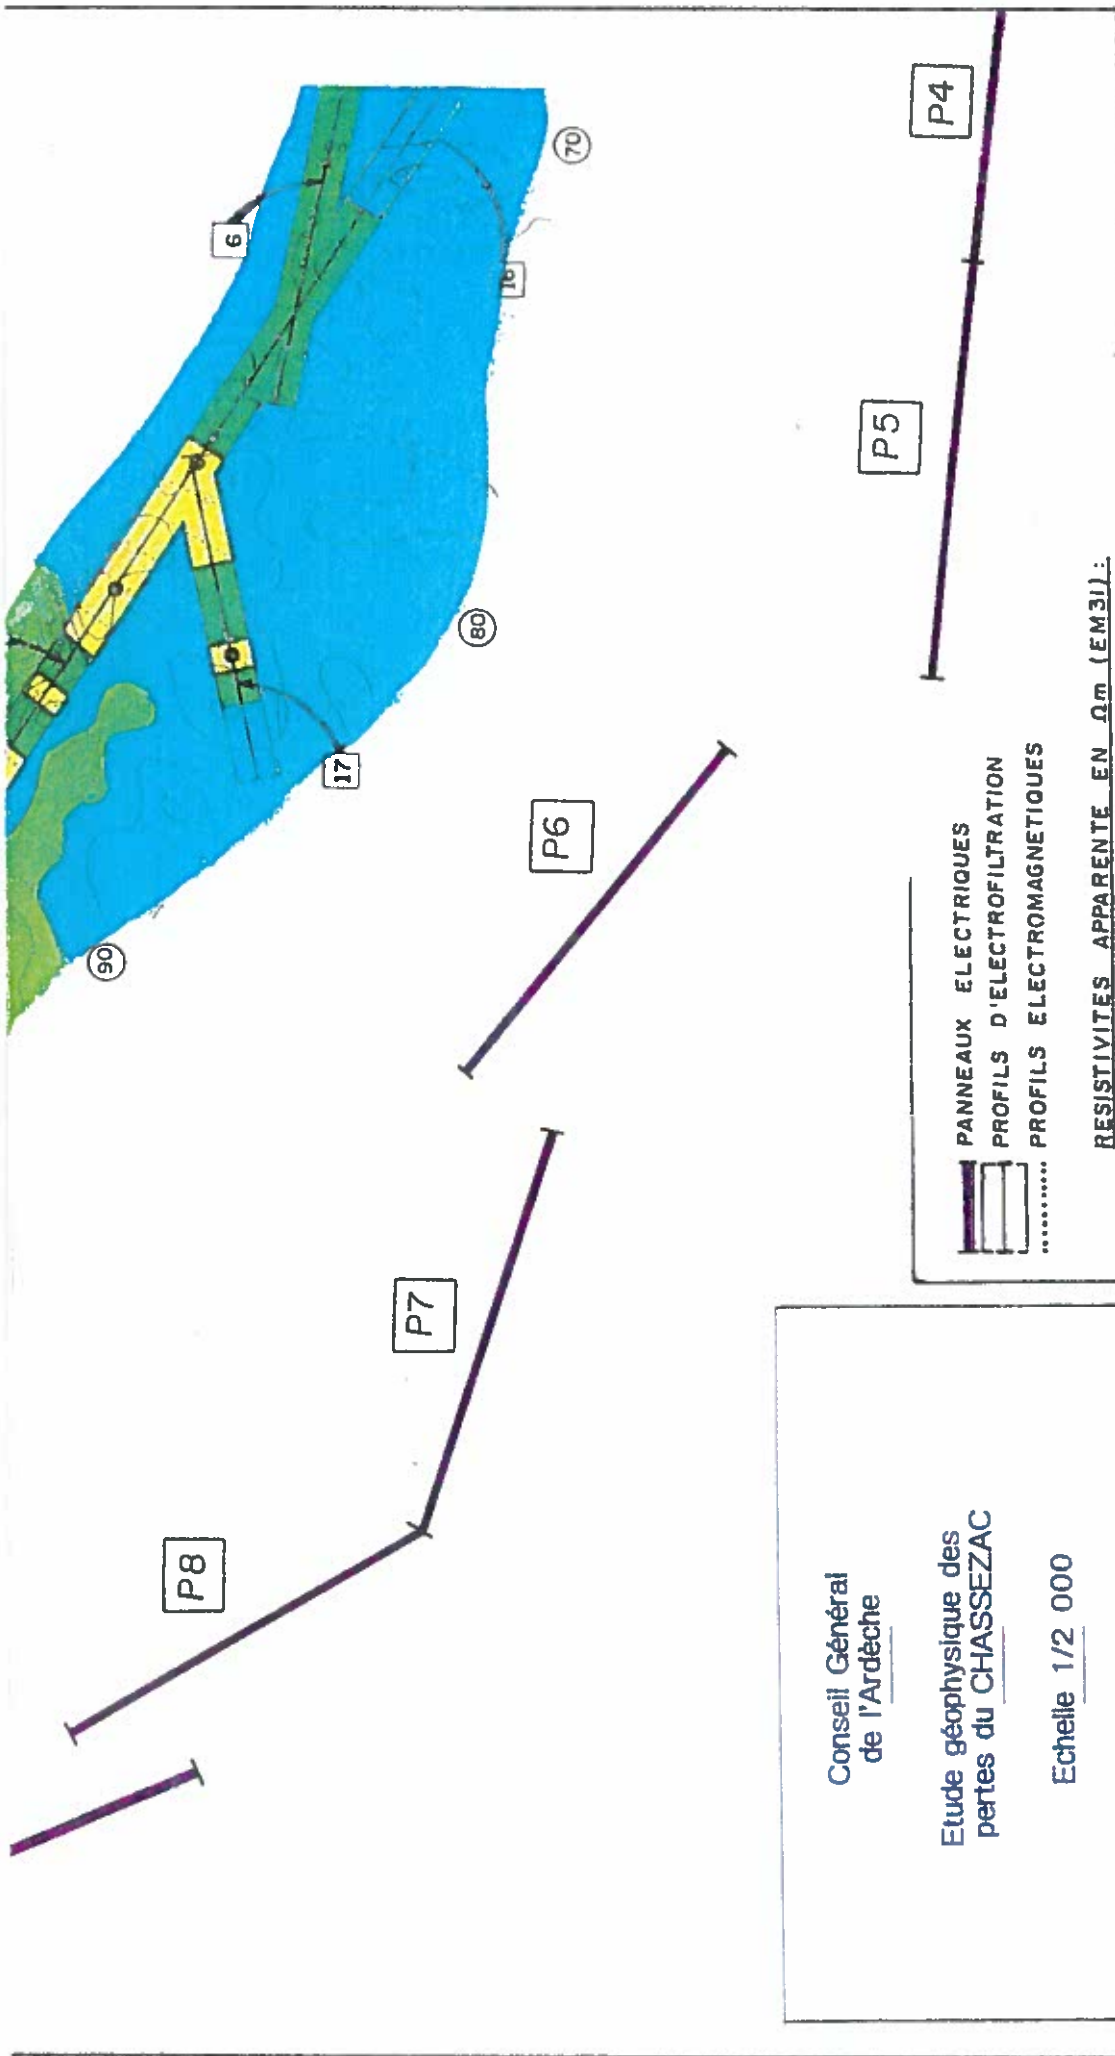 P4
P5
P6
P7
P8
6
16
17
70
80
90
PANNEAUX ELECTRIQUES
PROFILS D'ELECTROFILTRATION
PROFILS ELECTROMAGNETIQUES
RESISTIVITES APPARENTE EN Ωm (EM31):
Conseil Général
de l'Ardèche
Etude géophysique des
pertes du CHASSEZAC
Echelle 1/2 000